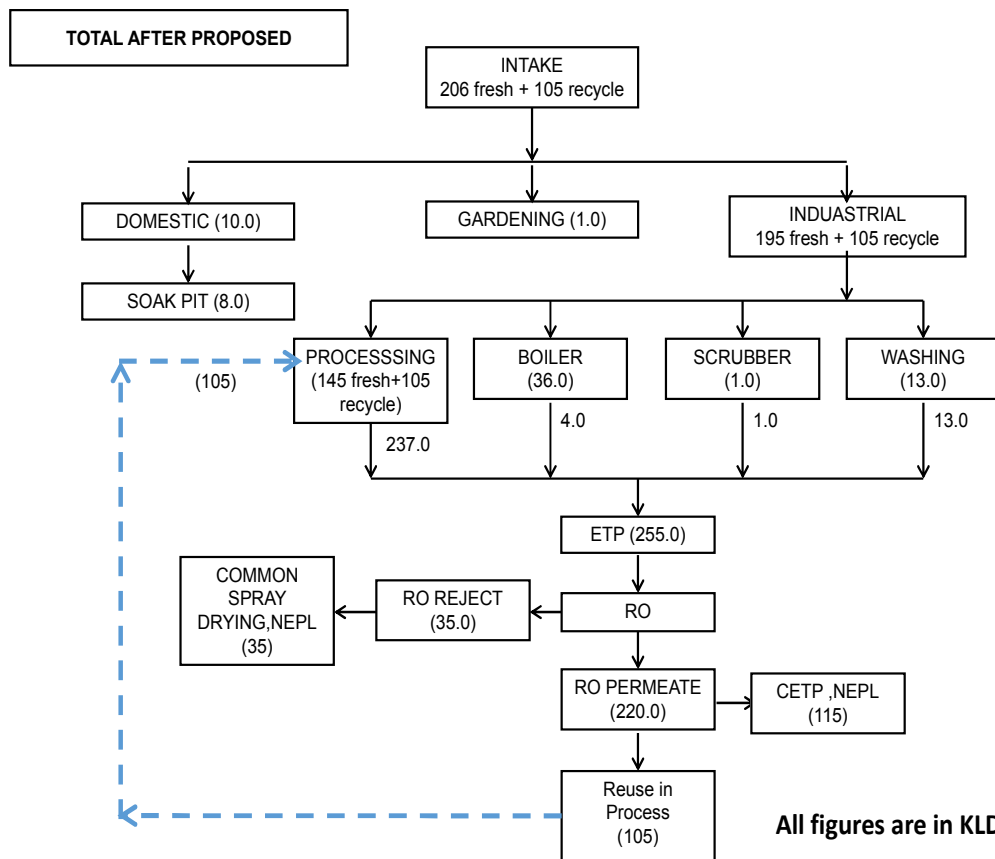 TOTAL AFTER PROPOSED
INTAKE
206 fresh + 105 recycle
DOMESTIC (10.0)
GARDENING (1.0)
INDUASTRIAL
195 fresh + 105 recycle
SOAK PIT (8.0)
PROCESSSING
(145 fresh+105
recycle)
BOILER
(36.0)
SCRUBBER
(1.0)
WASHING
(13.0)
(105)
237.0
4.0
1.0
13.0
ETP (255.0)
COMMON
SPRAY
DRYING,NEPL
(35)
RO REJECT
(35.0)
RO
RO PERMEATE
(220.0)
CETP ,NEPL
(115)
Reuse in
Process
(105)
All figures are in KLD